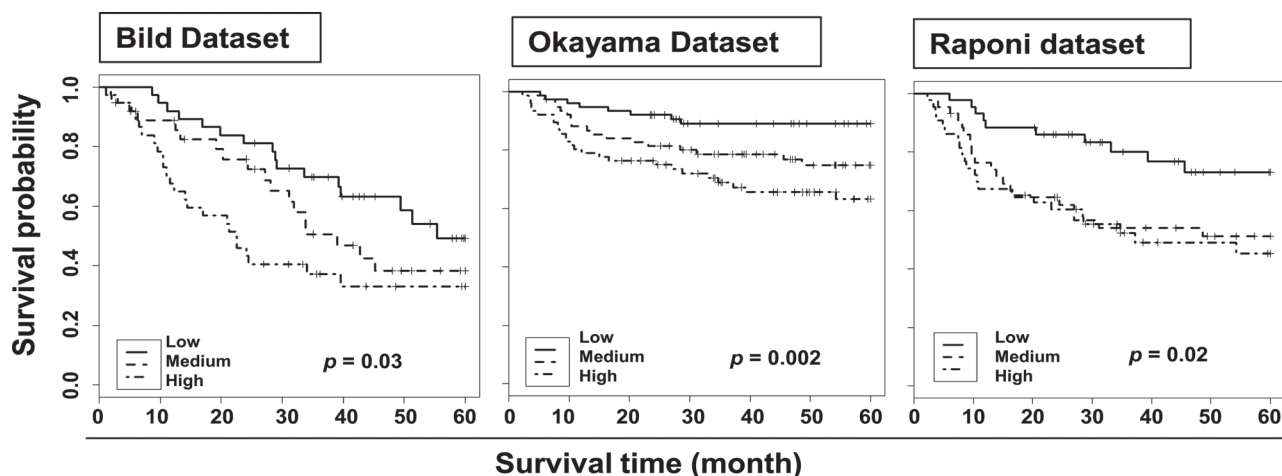 Bild Dataset
Okayama Dataset
Raponi dataset
Survival probability
1.0
0.8
0.6
0.4
0.2
0.0
Low
Medium
High
p = 0.03
0 10 20 30 40 50 60
Low
Medium
High
p = 0.002
0 10 20 30 40 50 60
Low
Medium
High
p = 0.02
0 10 20 30 40 50 60
Survival time (month)